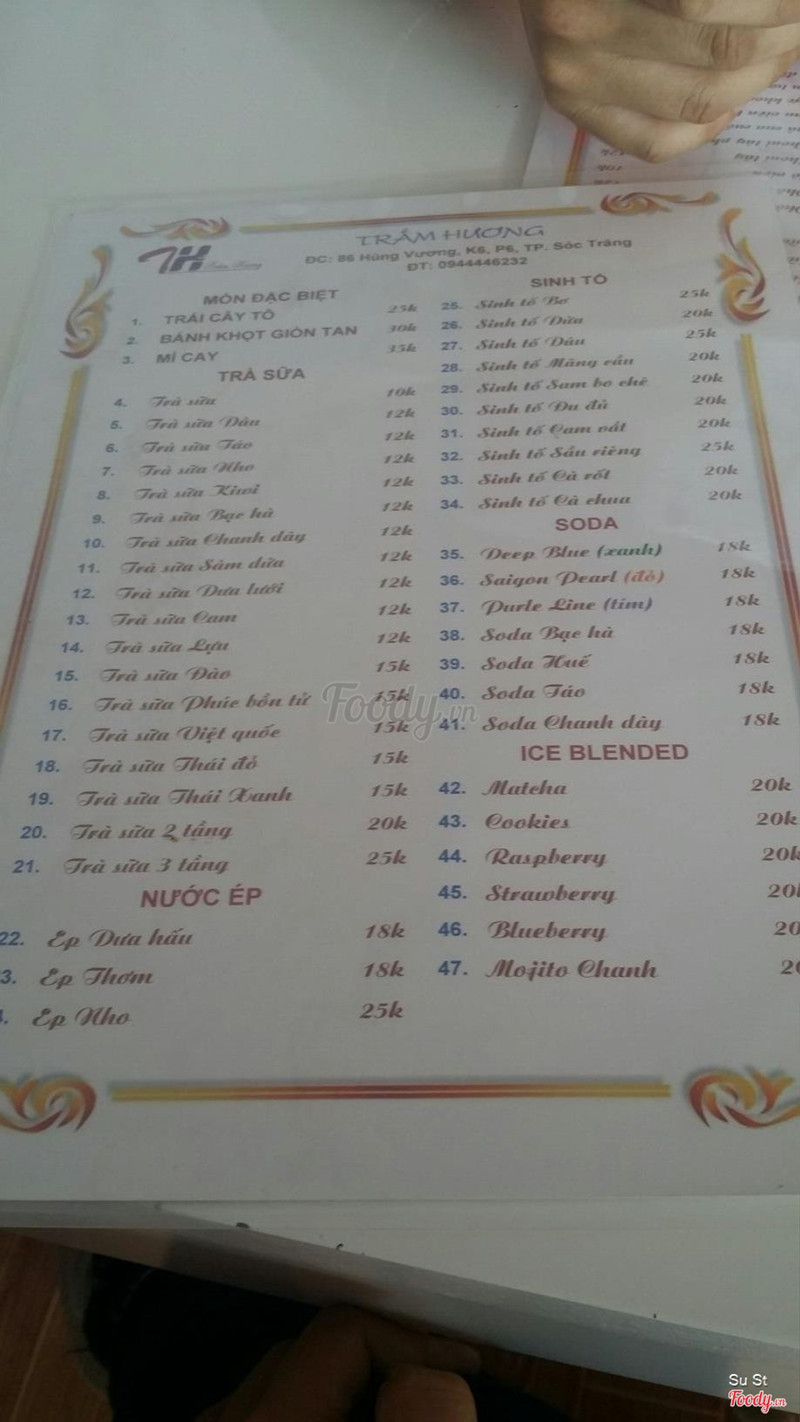 TRẦM HƯƠNG
TH
ĐC: 86 Hùng Vương, K6, P6, TP. Sóc Trăng
ĐT: 0944446232
MÓN ĐẶC BIỆT
1. TRÁI CÂY TÔ 25k
2. BÁNH KHỌT GIÒN TAN 30k
3. MÌ CAY 35k
TRÀ SỮA
4. Trà sữa 10k
5. Trà sữa Dâu 12k
6. Trà sữa Táo 12k
7. Trà sữa Nho 12k
8. Trà sữa Kiwi 12k
9. Trà sữa Bạc hà 12k
10. Trà sữa Chanh dây 12k
11. Trà sữa Sâm dứa 12k
12. Trà sữa Dưa lưới 12k
13. Trà sữa Cam 12k
14. Trà sữa Lựu 12k
15. Trà sữa Đào 15k
16. Trà sữa Phúc bồn tử 15k
17. Trà sữa Việt quốc 15k
18. Trà sữa Thái đỏ 15k
19. Trà sữa Thái Xanh 15k
20. Trà sữa 2 tầng 20k
21. Trà sữa 3 tầng 25k
NƯỚC ÉP
22. Ép Dưa hấu 18k
3. Ép Thơm 18k
Ép Nho 25k
SINH TỐ
25. Sinh tố Bơ 25k
26. Sinh tố Dừa 20k
27. Sinh tố Dâu 25k
28. Sinh tố Mãng cầu 20k
29. Sinh tố Sam bo chê 20k
30. Sinh tố Đu đủ 20k
31. Sinh tố Cam vắt 20k
32. Sinh tố Sầu riêng 25k
33. Sinh tố Cà rốt 20k
34. Sinh tố Cà chua 20k
SODA
35. Deep Blue (xanh) 18k
36. Saigon Pearl (đỏ) 18k
37. Purle Line (tím) 18k
38. Soda Bạc hà 18k
39. Soda Huế 18k
40. Soda Táo 18k
41. Soda Chanh dây 18k
ICE BLENDED
42. Matcha 20k
43. Cookies 20k
44. Raspberry 20k
45. Strawberry 20
46. Blueberry 20
47. Mojito Chanh 2
Foody.vn
Su St
Foody.vn